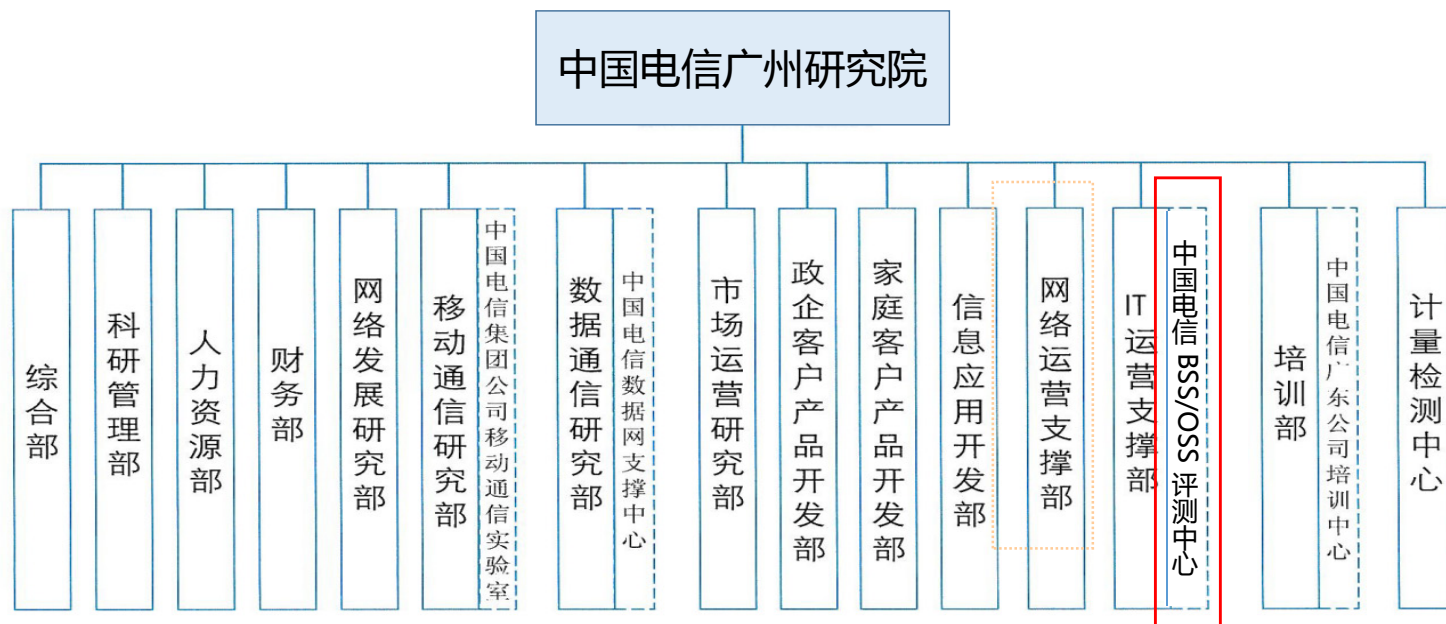 中国电信广州研究院
综合部
科研管理部
人力资源部
财务部
网络发展研究部
移动通信研究部
中国电信集团公司移动通信实验室
数据通信研究部
中国电信数据网支撑中心
市场运营研究部
政企客户产品开发部
家庭客户产品开发部
信息应用开发部
网络运营支撑部
IT运营支撑部
中国电信 BSS/OSS 评测中心
培训部
中国电信广东公司培训中心
计量检测中心